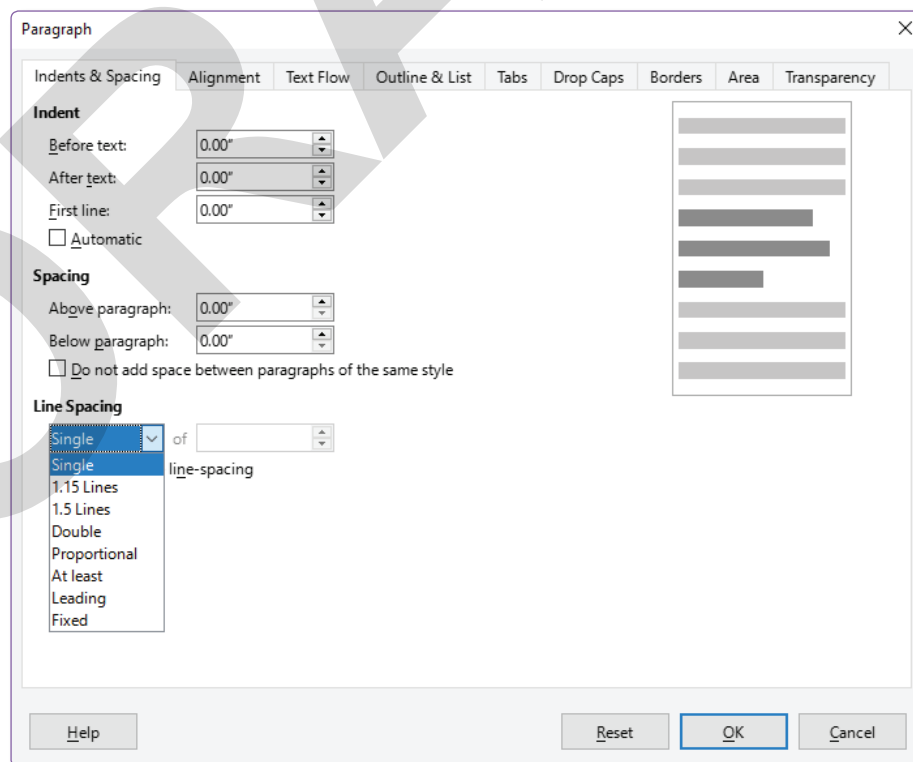 Paragraph
Indents & Spacing Alignment Text Flow Outline & List Tabs Drop Caps Borders Area Transparency
Indent
Before text: 0.00"
After text: 0.00"
First line: 0.00"
Automatic
Spacing
Above paragraph: 0.00"
Below paragraph: 0.00"
Do not add space between paragraphs of the same style
Line Spacing
Single of
Single line-spacing
1.15 Lines
1.5 Lines
Double
Proportional
At least
Leading
Fixed
Help Reset OK Cancel